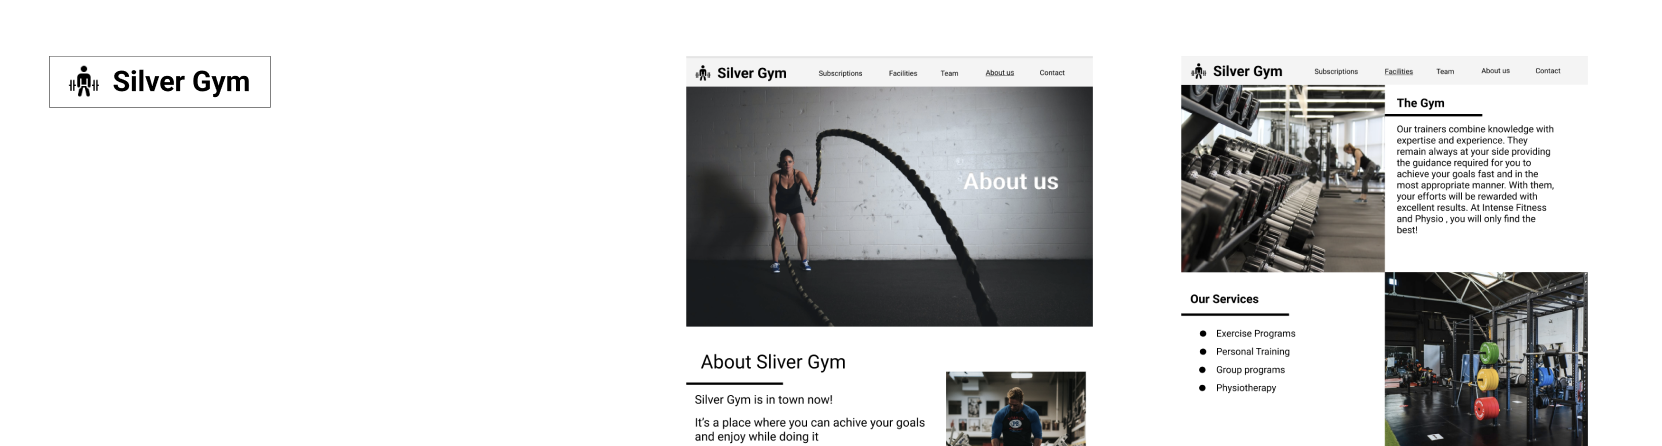 Silver Gym
Silver Gym
Subscriptions Facilities Team About us Contact
About us
About Sliver Gym
Silver Gym is in town now!
It's a place where you can achive your goals
and enjoy while doing it
Silver Gym
Subscriptions Facilities Team About us Contact
The Gym
Our trainers combine knowledge with
expertise and experience. They
remain always at your side providing
the guidance required for you to
achieve your goals fast and in the
most appropriate manner. With them,
your efforts will be rewarded with
excellent results. At Intense Fitness
and Physio , you will only find the
best!
Our Services
Exercise Programs
Personal Training
Group programs
Physiotherapy